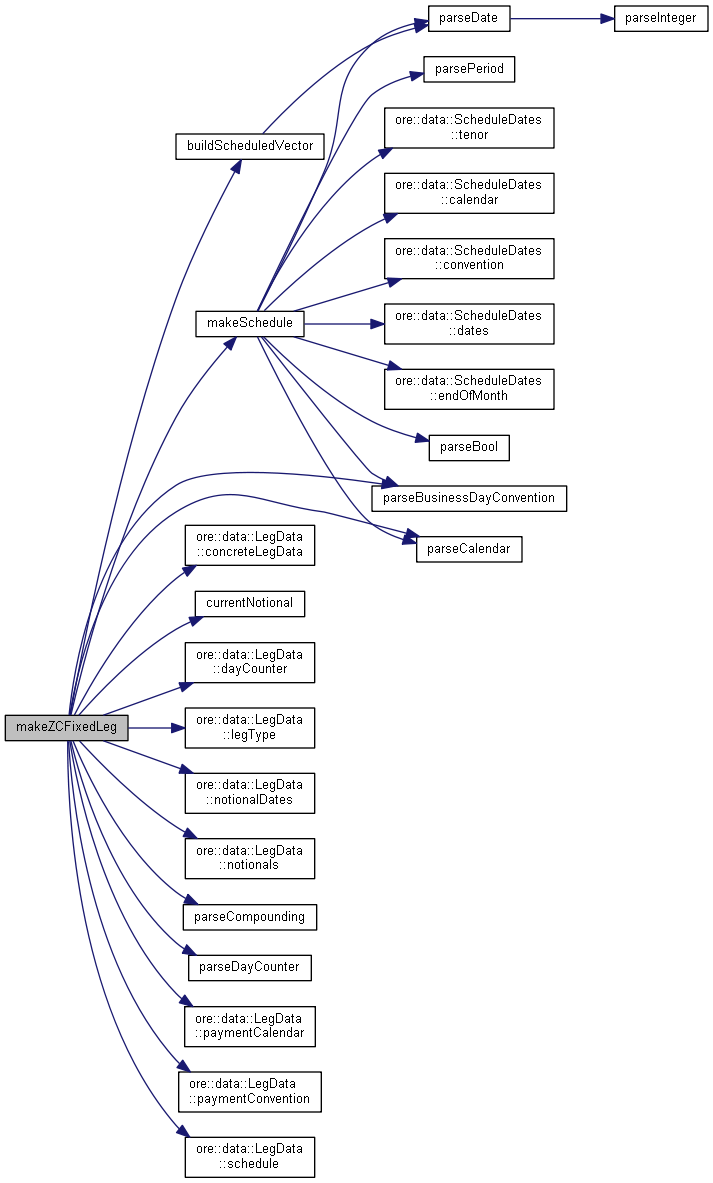 parseDate
parseInteger
parsePeriod
ore::data::ScheduleDates
::tenor
buildScheduledVector
ore::data::ScheduleDates
::calendar
ore::data::ScheduleDates
::convention
makeSchedule
ore::data::ScheduleDates
::dates
ore::data::ScheduleDates
::endOfMonth
parseBool
parseBusinessDayConvention
ore::data::LegData
::concreteLegData
parseCalendar
currentNotional
ore::data::LegData
::dayCounter
makeZCFixedLeg
ore::data::LegData
::legType
ore::data::LegData
::notionalDates
ore::data::LegData
::notionals
parseCompounding
parseDayCounter
ore::data::LegData
::paymentCalendar
ore::data::LegData
::paymentConvention
ore::data::LegData
::schedule